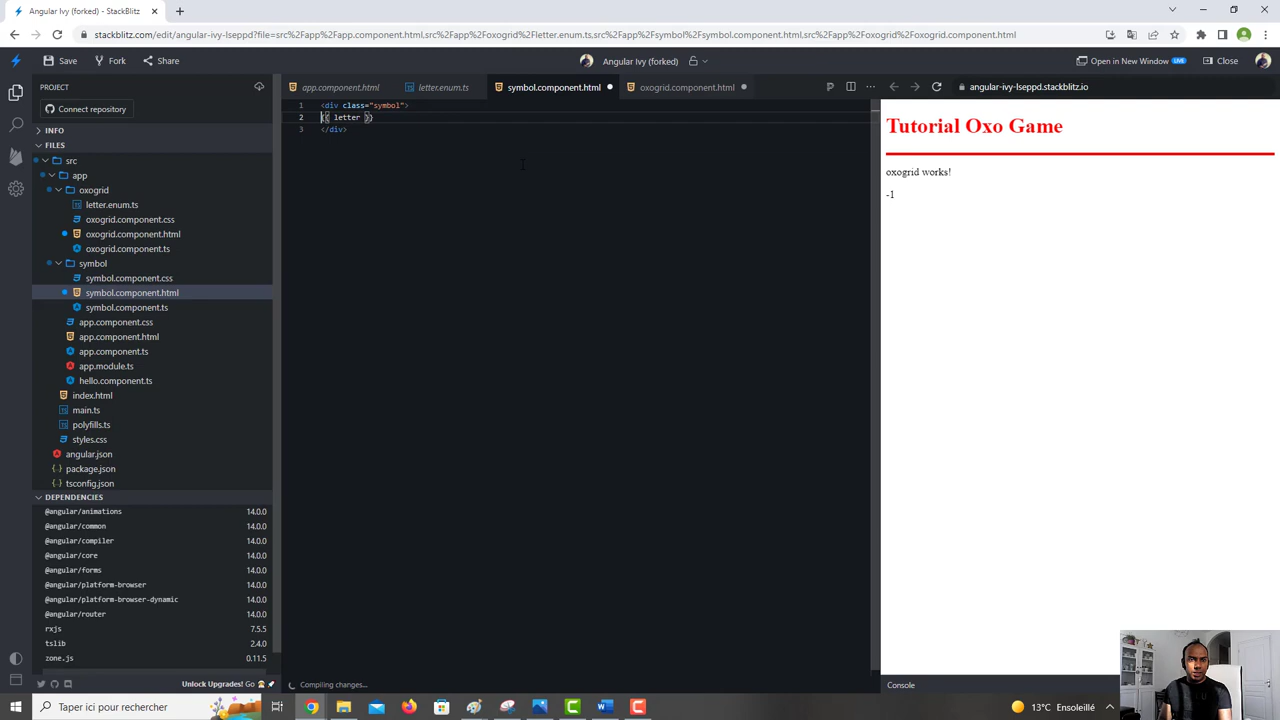 Angular Ivy (forked) - StackBlitz
stackblitz.com/edit/angular-ivy-lseppd?file=src%2Fapp%2Fapp.component.html,src%2Fapp%2Foxogrid%2Fletter.enum.ts,src%2Fapp%2Fsymbol%2Fsymbol.component.html,src%2Fapp%2Foxogrid%2Foxogrid.component.html
Save Fork Share Angular Ivy (forked) Open in New Window LIVE Close
PROJECT
Connect repository
INFO
FILES
src
app
oxogrid
letter.enum.ts
oxogrid.component.css
oxogrid.component.html
oxogrid.component.ts
symbol
symbol.component.css
symbol.component.html
symbol.component.ts
app.component.css
app.component.html
app.component.ts
app.module.ts
hello.component.ts
index.html
main.ts
polyfills.ts
styles.css
angular.json
package.json
tsconfig.json
DEPENDENCIES
@angular/animations 14.0.0
@angular/common 14.0.0
@angular/compiler 14.0.0
@angular/core 14.0.0
@angular/forms 14.0.0
@angular/platform-browser 14.0.0
@angular/platform-browser-dynamic 14.0.0
@angular/router 14.0.0
rxjs 7.5.5
tslib 2.4.0
zone.js 0.11.5
Unlock Upgrades! Go
app.component.html letter.enum.ts symbol.component.html oxogrid.component.html
1 <div class="symbol">
2 {{ letter }}
3 </div>
Compiling changes...
angular-ivy-lseppd.stackblitz.io
Tutorial Oxo Game
oxogrid works!
-1
Console
Taper ici pour rechercher
13°C Ensoleillé